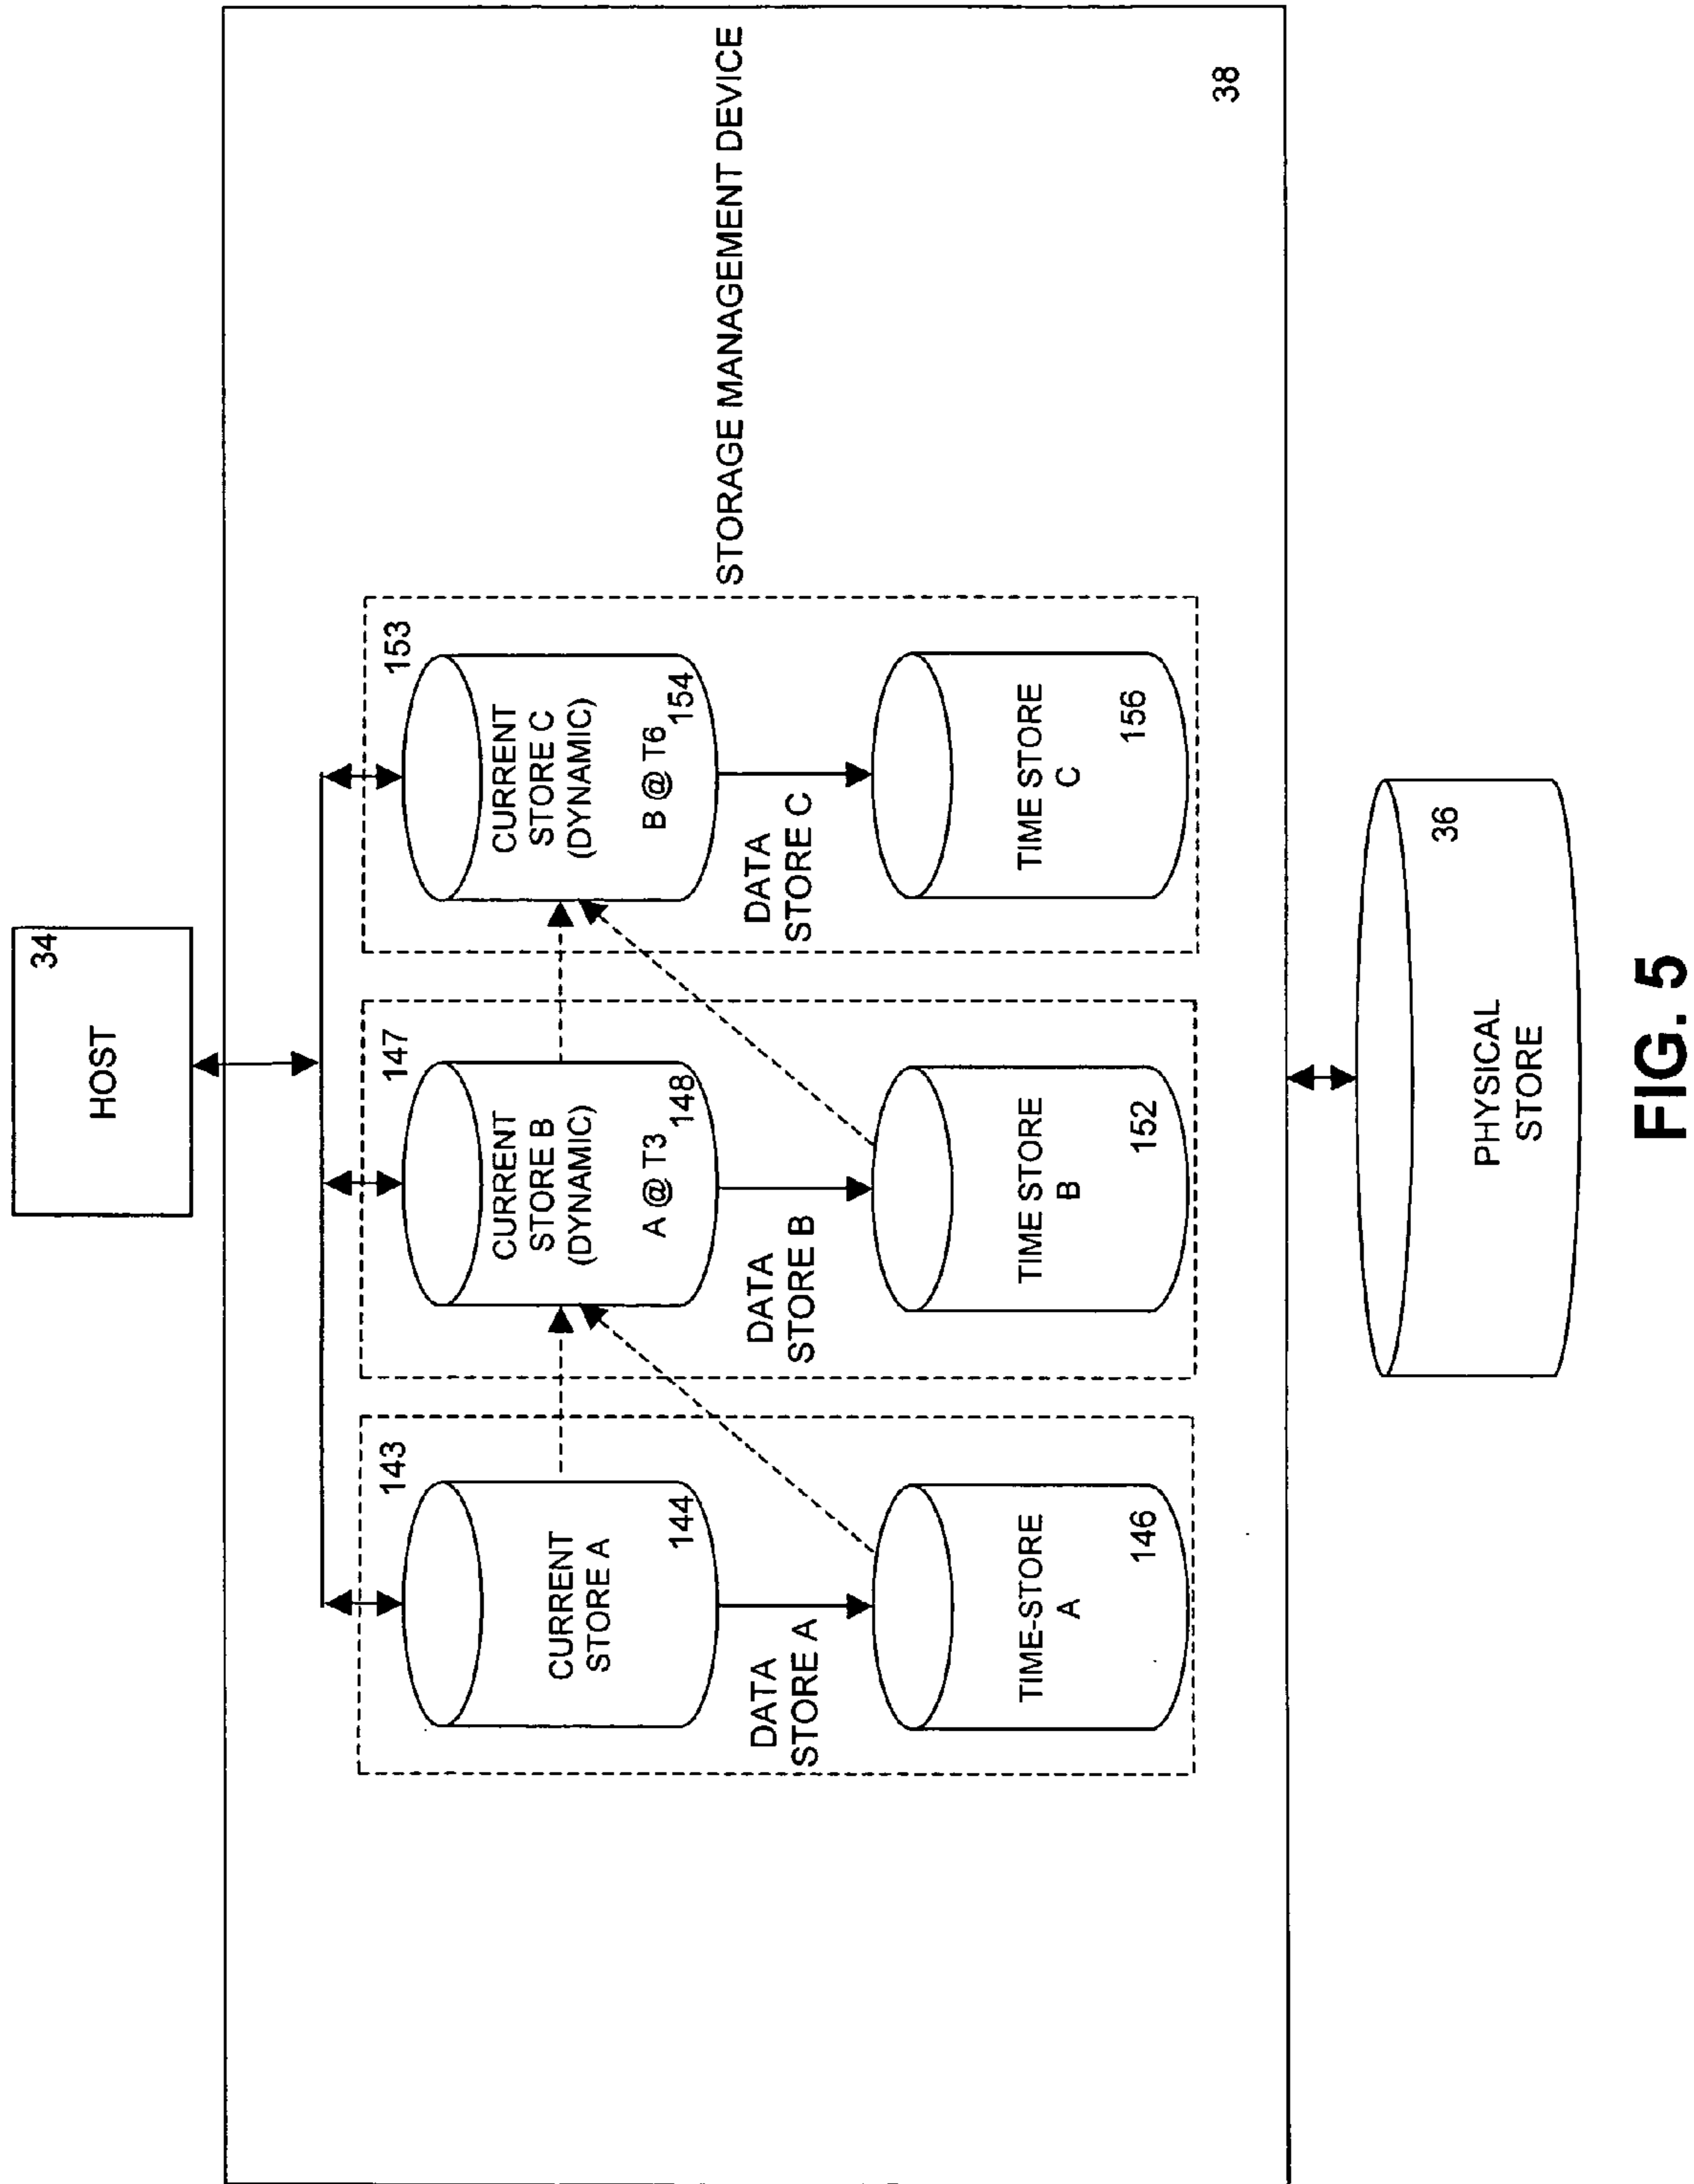 HOST
34
143
CURRENT
STORE A
144
DATA
STORE A
TIME-STORE
A
146
147
CURRENT
STORE B
(DYNAMIC)
A @ T3
148
DATA
STORE B
TIME STORE
B
152
153
CURRENT
STORE C
(DYNAMIC)
B @ T6
154
DATA
STORE C
TIME STORE
C
156
STORAGE MANAGEMENT DEVICE
38
PHYSICAL
STORE
36
FIG. 5